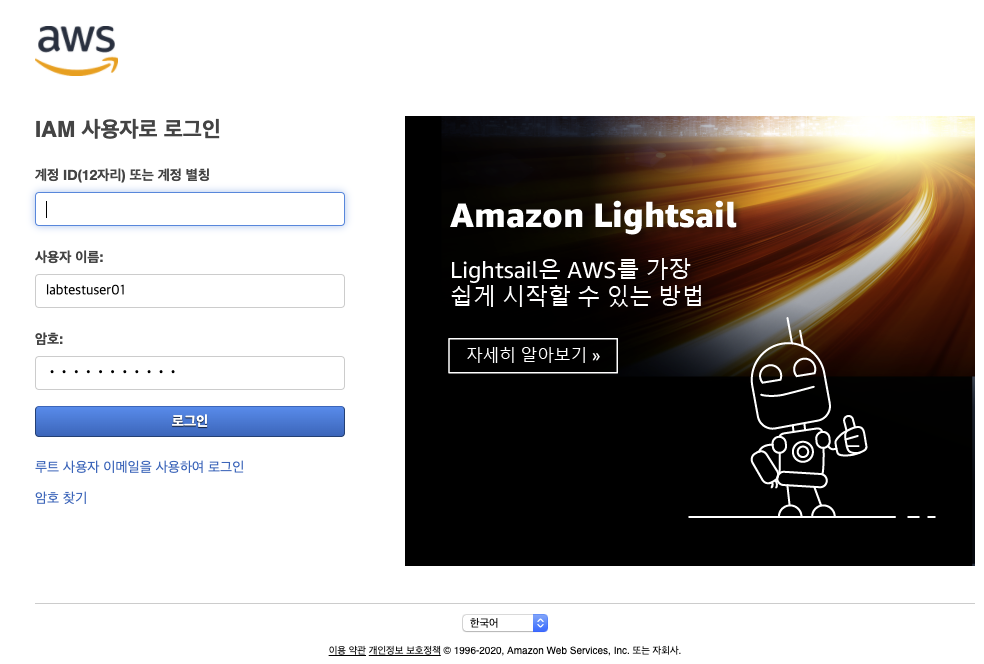 aws
IAM 사용자로 로그인
계정 ID(12자리) 또는 계정 별칭
사용자 이름:
labtestuser01
암호:
로그인
루트 사용자 이메일을 사용하여 로그인
암호 찾기
Amazon Lightsail
Lightsail은 AWS를 가장
쉽게 시작할 수 있는 방법
자세히 알아보기 »
한국어
이용 약관 개인정보 보호정책 © 1996-2020, Amazon Web Services, Inc. 또는 자회사.